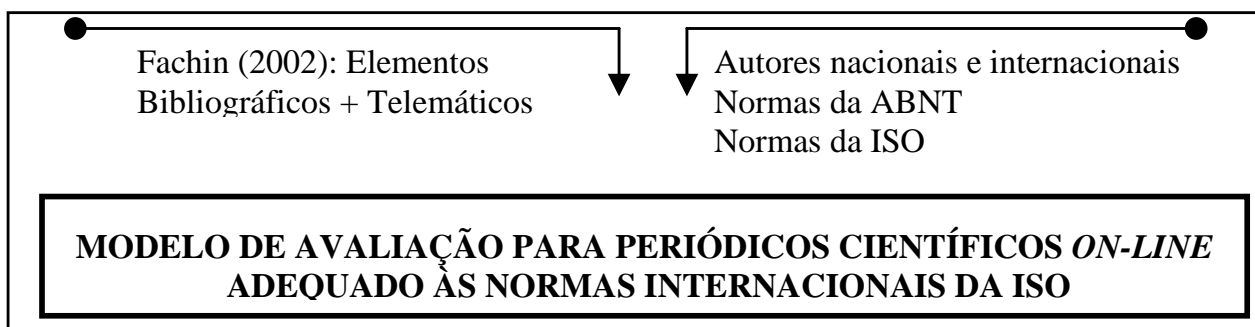 Fachin (2002): Elementos
Bibliográficos + Telemáticos
Autores nacionais e internacionais
Normas da ABNT
Normas da ISO
MODELO DE AVALIAÇÃO PARA PERIÓDICOS CIENTÍFICOS ON-LINE
ADEQUADO ÀS NORMAS INTERNACIONAIS DA ISO